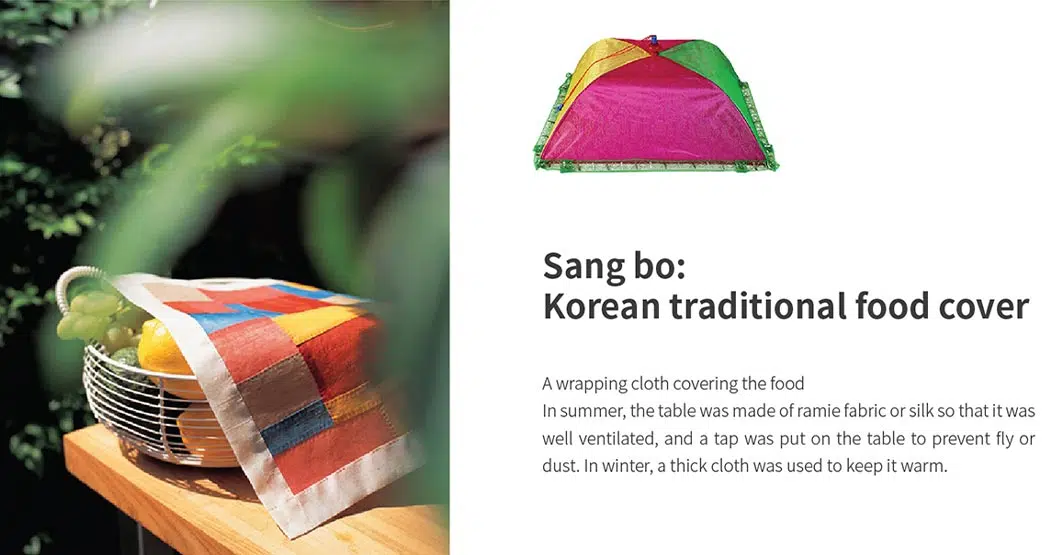 Sang bo:
Korean traditional food cover
A wrapping cloth covering the food
In summer, the table was made of ramie fabric or silk so that it was
well ventilated, and a tap was put on the table to prevent fly or
dust. In winter, a thick cloth was used to keep it warm.